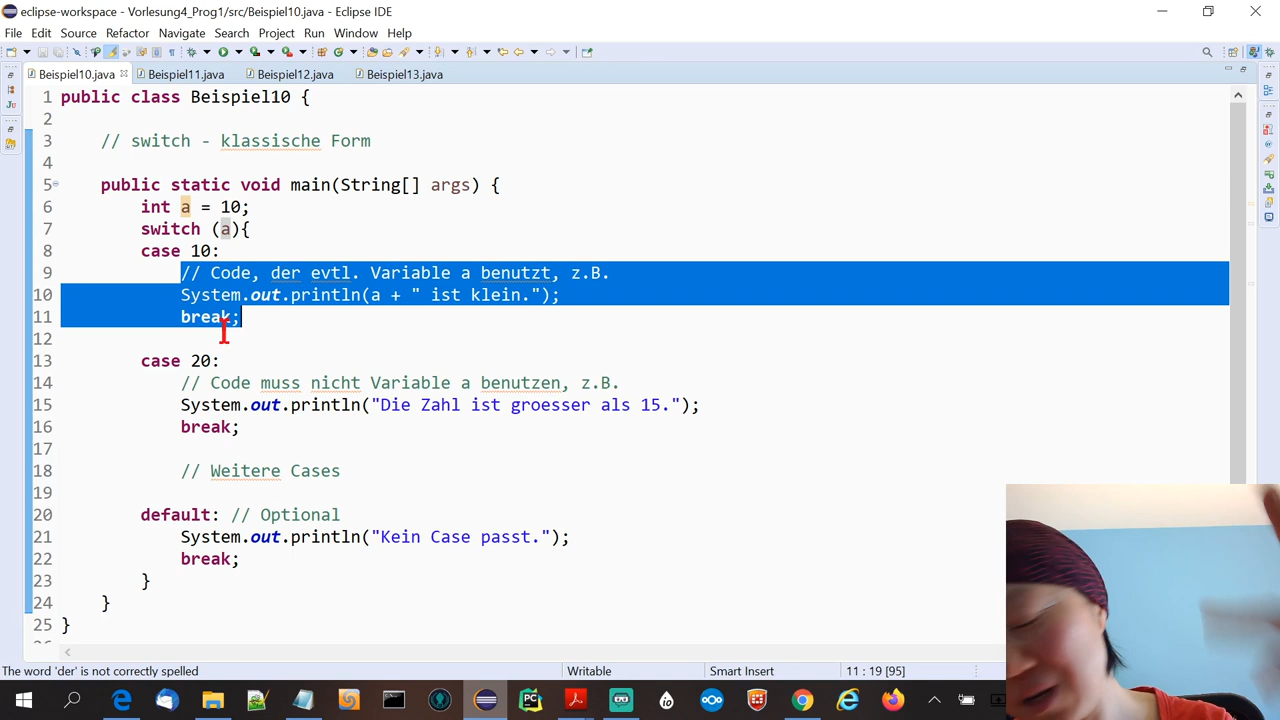 eclipse-workspace - Vorlesung4_Prog1/src/Beispiel10.java - Eclipse IDE
File Edit Source Refactor Navigate Search Project Run Window Help
Beispiel10.java Beispiel11.java Beispiel12.java Beispiel13.java
1 public class Beispiel10 {
2
3 // switch - klassische Form
4
5 public static void main(String[] args) {
6 int a = 10;
7 switch (a){
8 case 10:
9 // Code, der evtl. Variable a benutzt, z.B.
10 System.out.println(a + " ist klein.");
11 break;
12
13 case 20:
14 // Code muss nicht Variable a benutzen, z.B.
15 System.out.println("Die Zahl ist groesser als 15.");
16 break;
17
18 // Weitere Cases
19
20 default: // Optional
21 System.out.println("Kein Case passt.");
22 break;
23 }
24 }
25 }
The word 'der' is not correctly spelled Writable Smart Insert 11 : 19 [95]